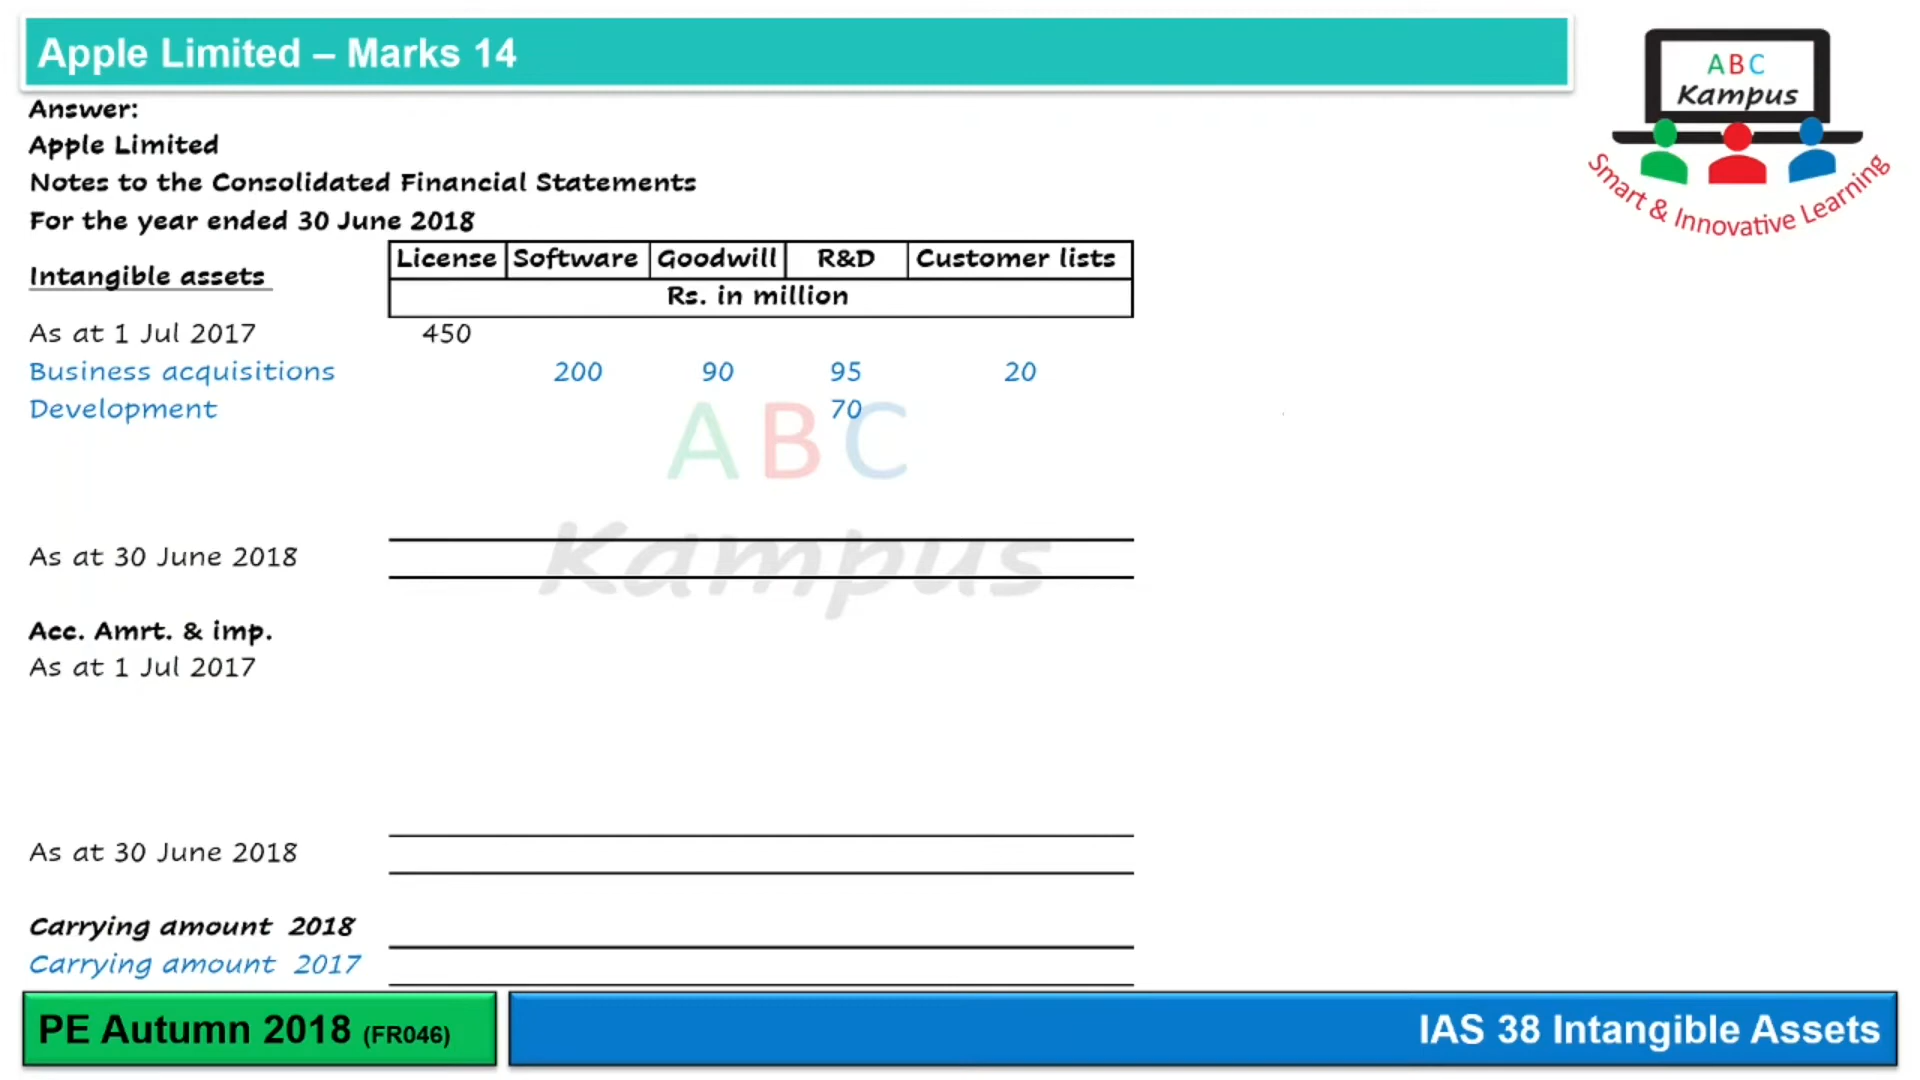 Apple Limited – Marks 14
A B C
Kampus
Smart & Innovative Learning
Answer:
Apple Limited
Notes to the Consolidated Financial Statements
For the year ended 30 June 2018
Intangible assets
License Software Goodwill R&D Customer lists
Rs. in million
As at 1 Jul 2017 450
Business acquisitions 200 90 95 20
Development 70
A B C
Kampus
As at 30 June 2018
Acc. Amrt. & imp.
As at 1 Jul 2017
As at 30 June 2018
Carrying amount 2018
Carrying amount 2017
PE Autumn 2018 (FR046)
IAS 38 Intangible Assets